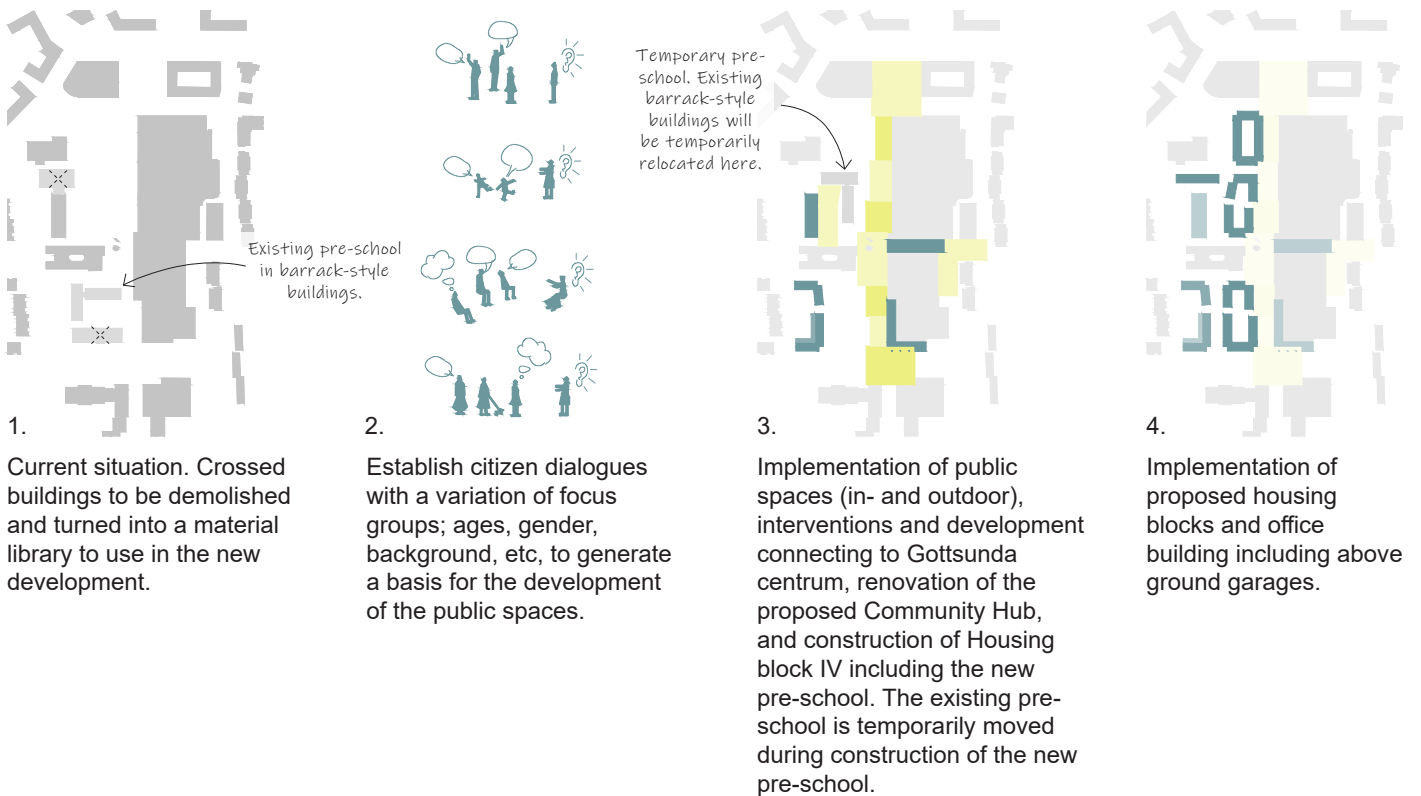 Existing pre-school
in barrack-style
buildings.
Temporary pre-
school. Existing
barrack-style
buildings will
be temporarily
relocated here.
1.
Current situation. Crossed
buildings to be demolished
and turned into a material
library to use in the new
development.
2.
Establish citizen dialogues
with a variation of focus
groups; ages, gender,
background, etc, to generate
a basis for the development
of the public spaces.
3.
Implementation of public
spaces (in- and outdoor),
interventions and development
connecting to Gottsunda
centrum, renovation of the
proposed Community Hub,
and construction of Housing
block IV including the new
pre-school. The existing pre-
school is temporarily moved
during construction of the new
pre-school.
4.
Implementation of
proposed housing
blocks and office
building including above
ground garages.